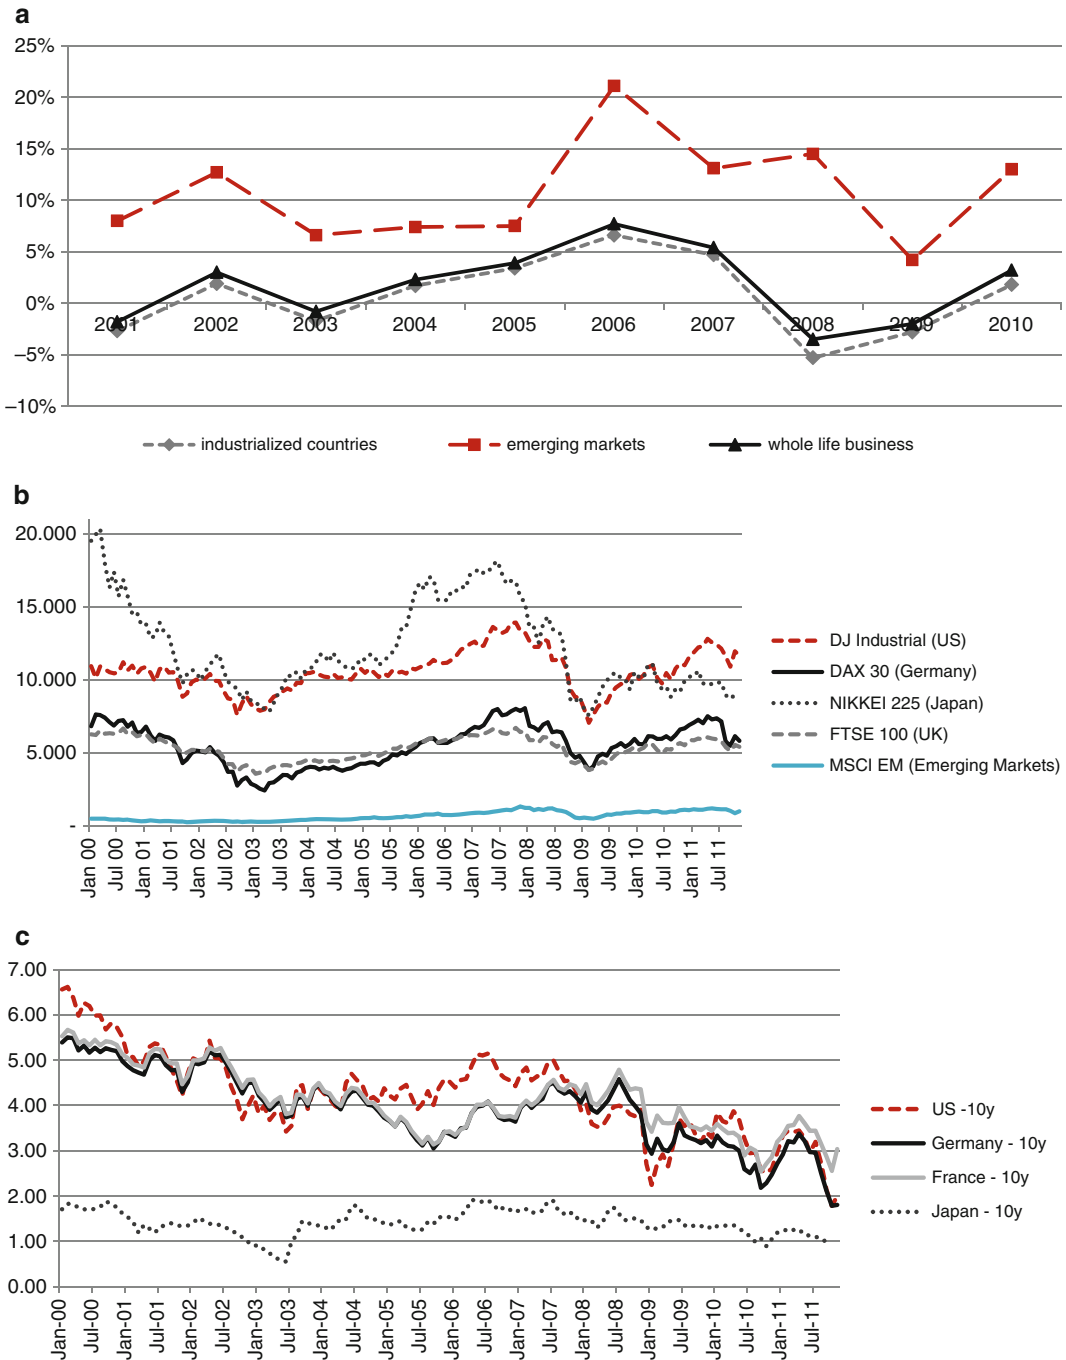 a
25%
20%
15%
10%
5%
0%
–5%
–10%
2001 2002 2003 2004 2005 2006 2007 2008 2009 2010
industrialized countries emerging markets whole life business
b
20.000
15.000
10.000
5.000
-
Jan 00 Jul 00 Jan 01 Jul 01 Jan 02 Jul 02 Jan 03 Jul 03 Jan 04 Jul 04 Jan 05 Jul 05 Jan 06 Jul 06 Jan 07 Jul 07 Jan 08 Jul 08 Jan 09 Jul 09 Jan 10 Jul 10 Jan 11 Jul 11
DJ Industrial (US)
DAX 30 (Germany)
NIKKEI 225 (Japan)
FTSE 100 (UK)
MSCI EM (Emerging Markets)
c
7.00
6.00
5.00
4.00
3.00
2.00
1.00
0.00
Jan-00 Jul-00 Jan-01 Jul-01 Jan-02 Jul-02 Jan-03 Jul-03 Jan-04 Jul-04 Jan-05 Jul-05 Jan-06 Jul-06 Jan-07 Jul-07 Jan-08 Jul-08 Jan-09 Jul-09 Jan-10 Jul-10 Jan-11 Jul-11
US -10y
Germany - 10y
France - 10y
Japan - 10y